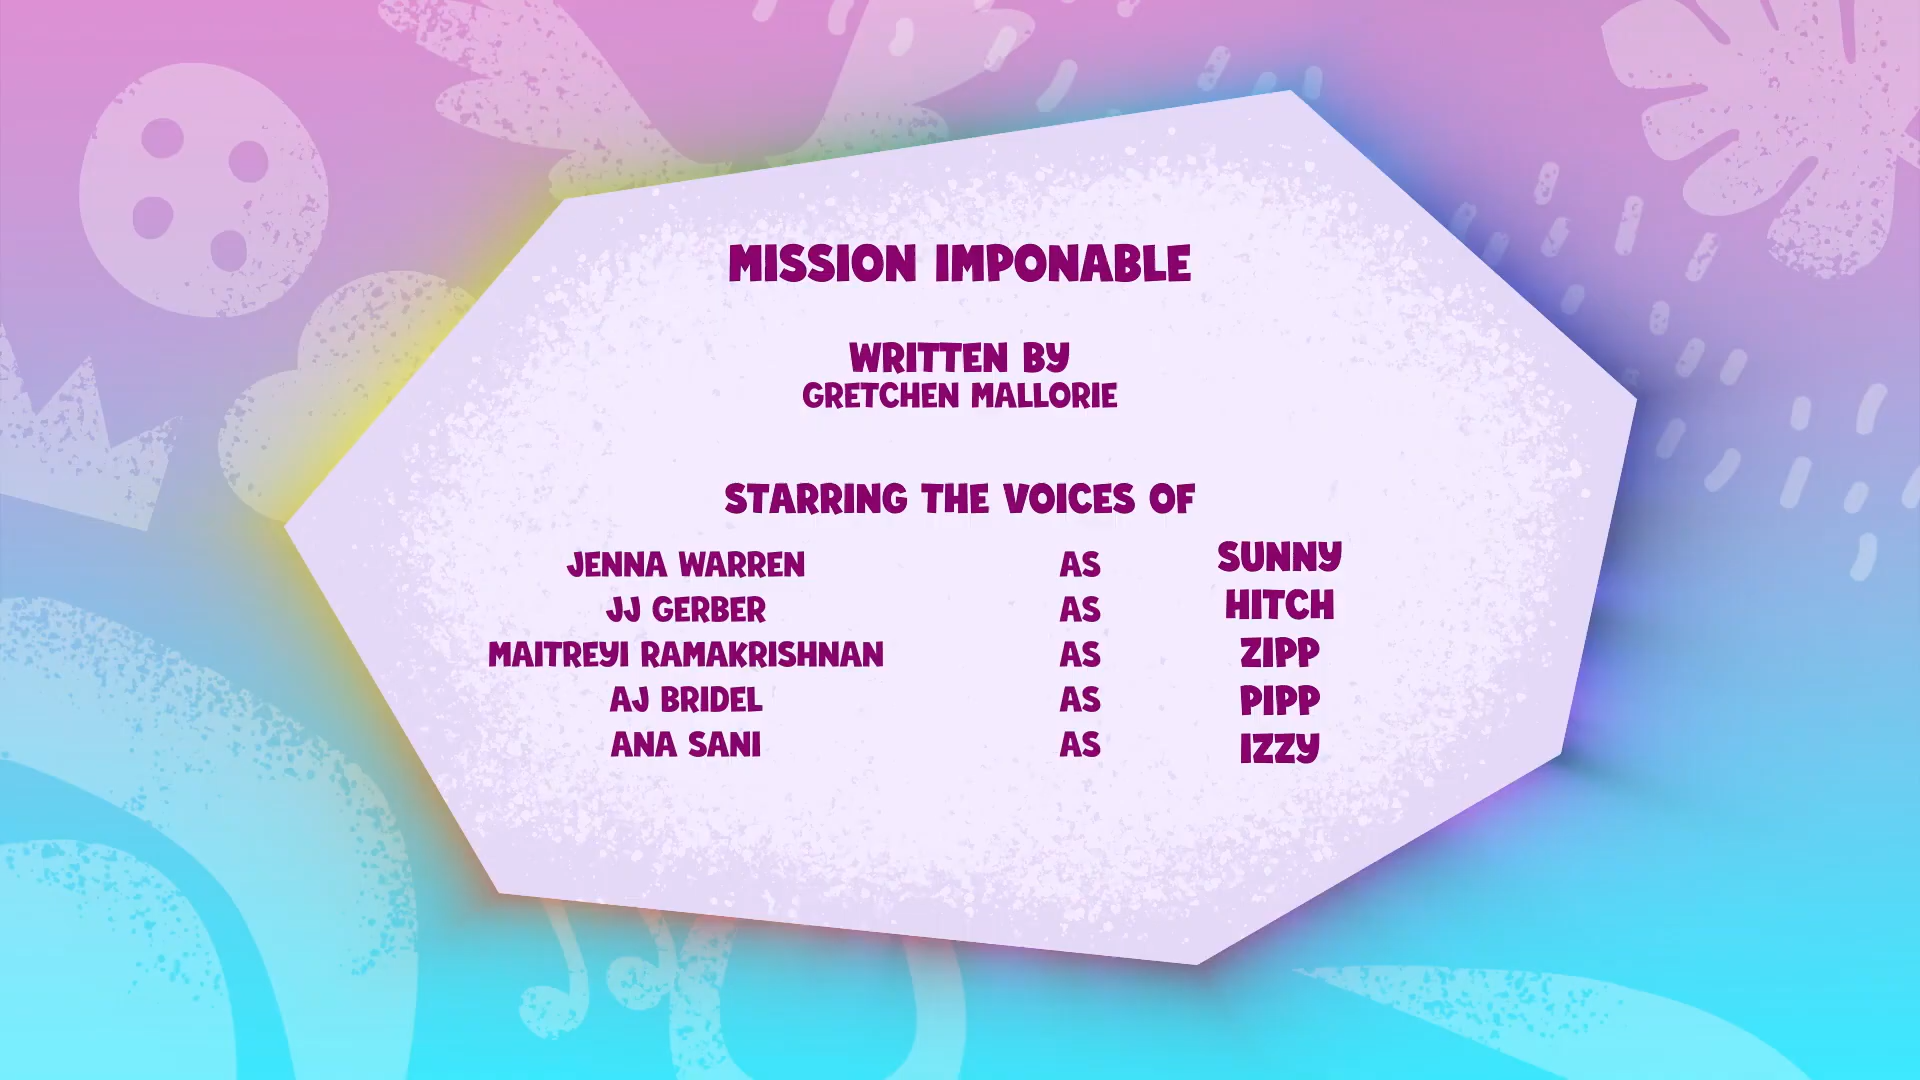 MISSION IMPONABLE
WRITTEN BY
GRETCHEN MALLORIE
STARRING THE VOICES OF
JENNA WARREN AS SUNNY
JJ GERBER AS HITCH
MAITREYI RAMAKRISHNAN AS ZIPP
AJ BRIDEL AS PIPP
ANA SANI AS IZZY